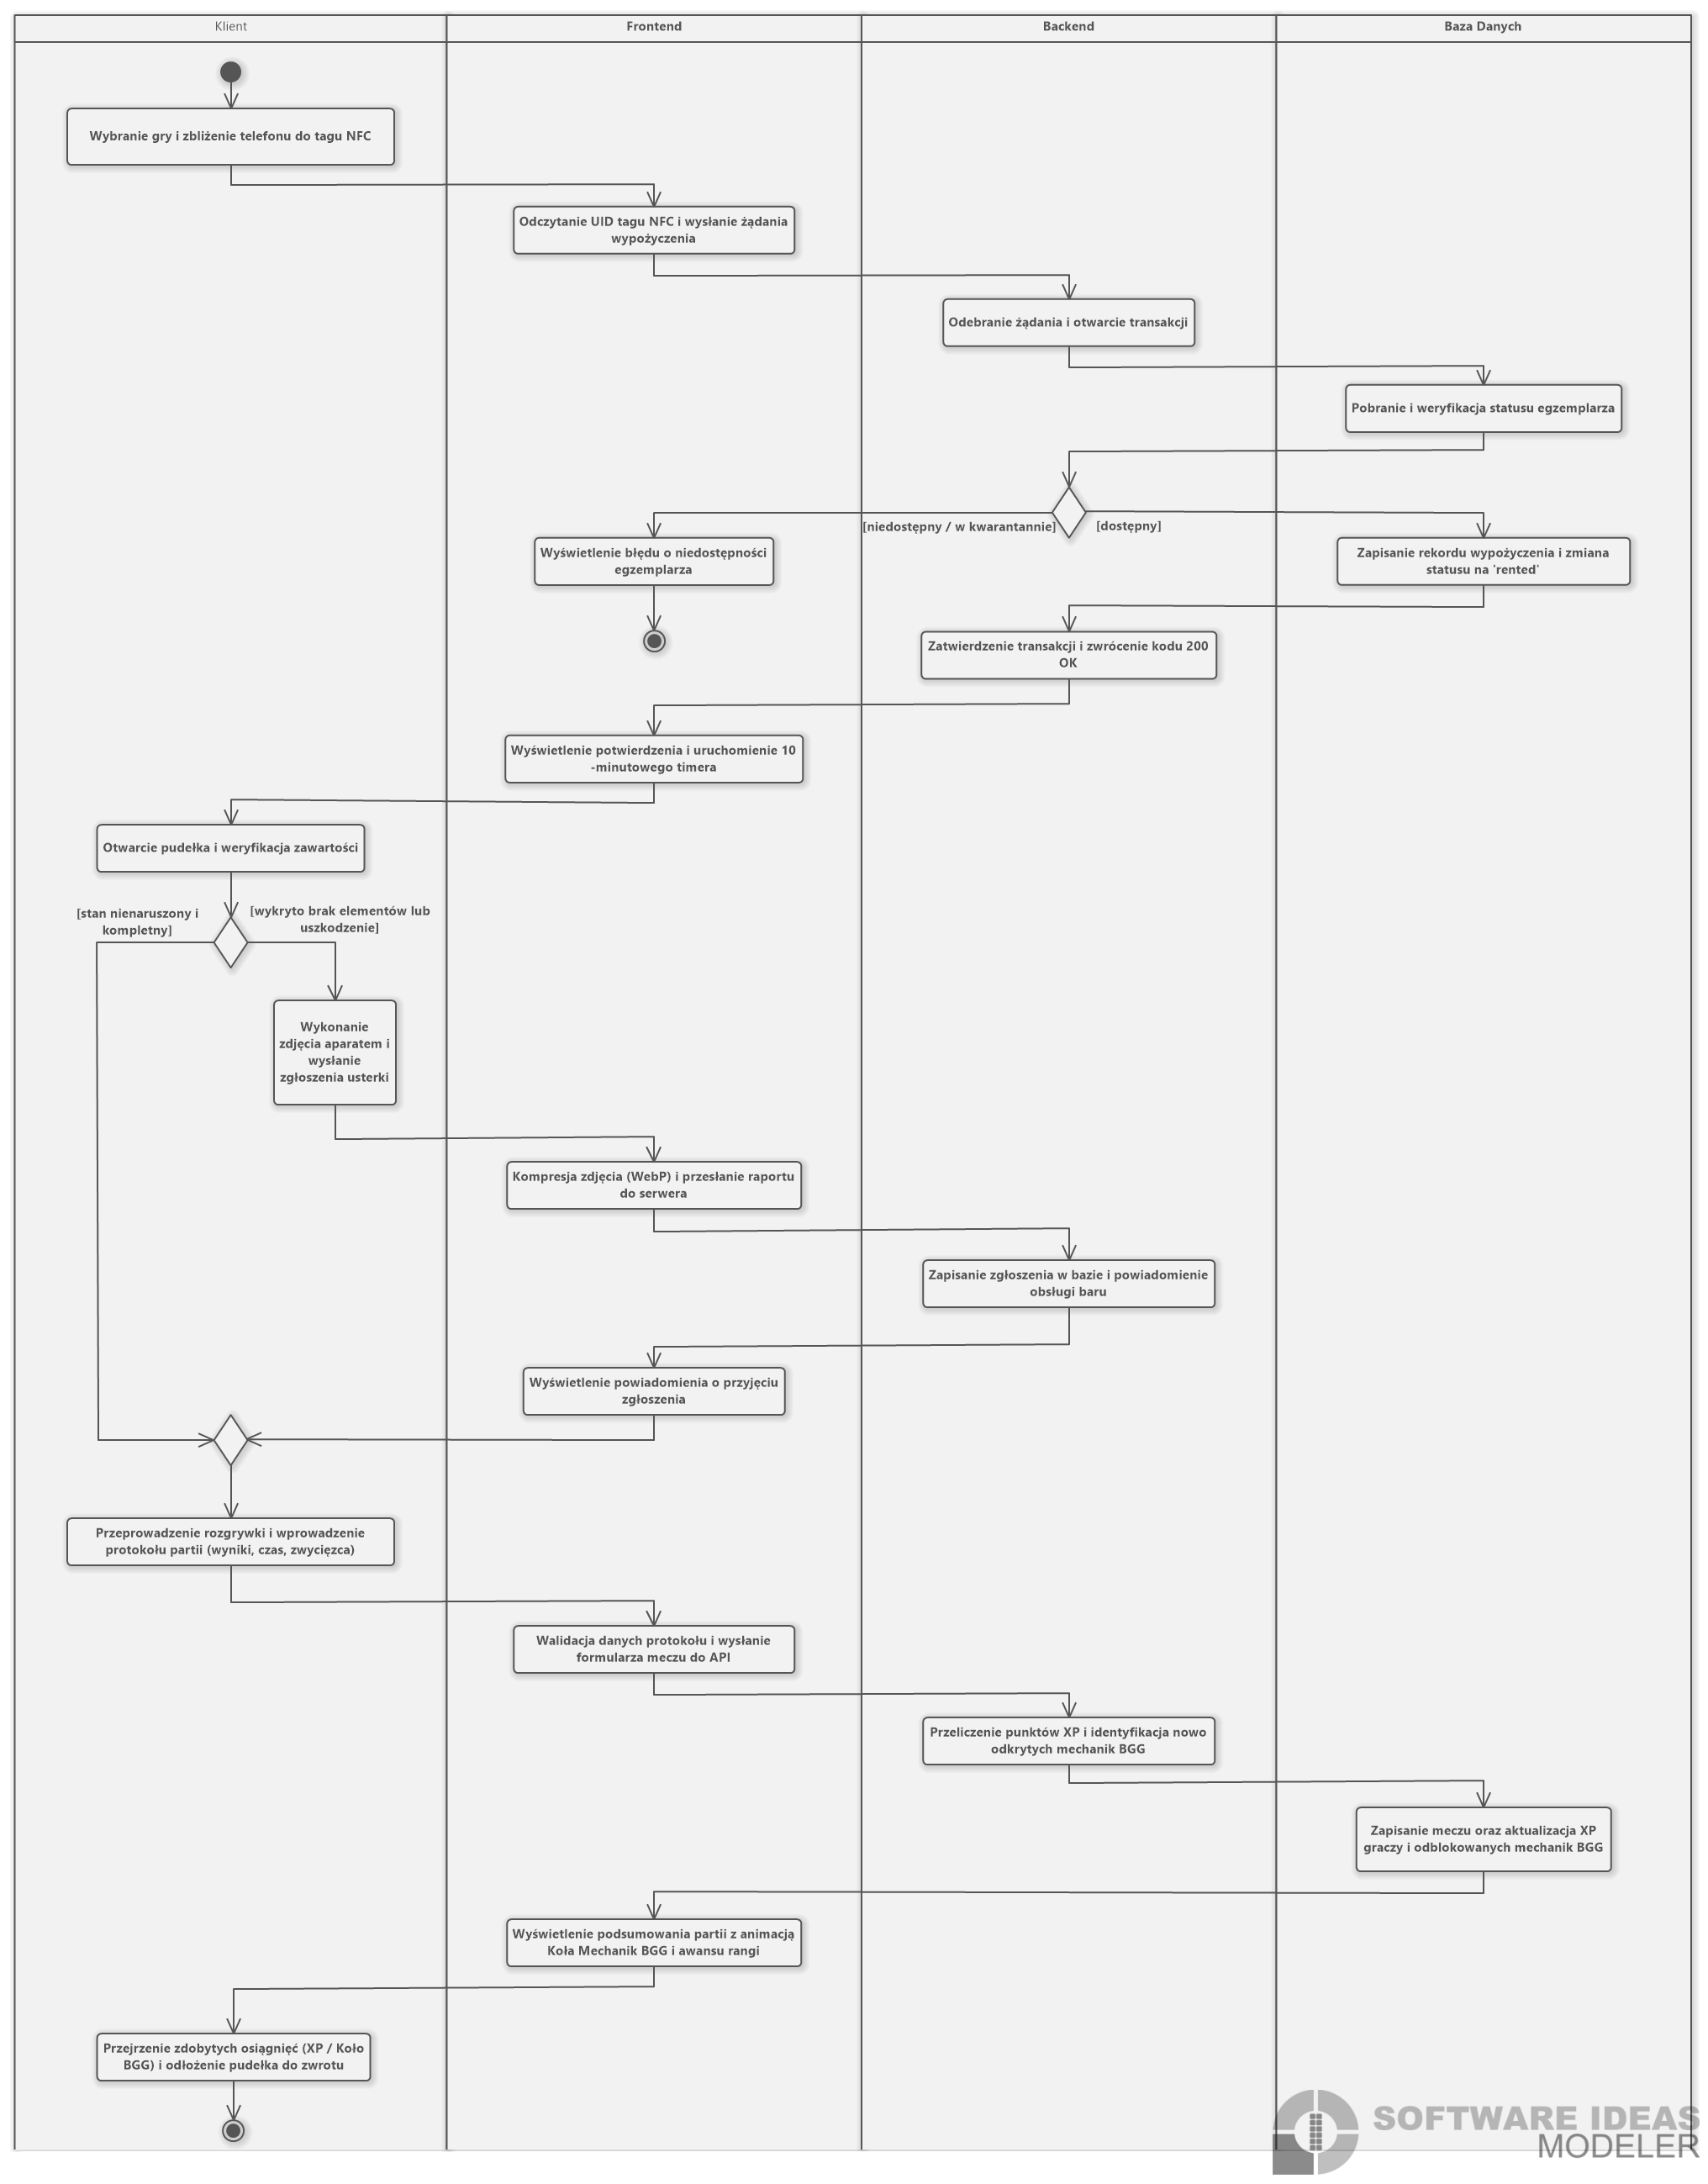 Klient
Frontend
Backend
Baza Danych
Wybranie gry i zbliżenie telefonu do tagu NFC
Odczytanie UID tagu NFC i wysłanie żądania
wypożyczenia
Odebranie żądania i otwarcie transakcji
Pobranie i weryfikacja statusu egzemplarza
[niedostępny / w kwarantannie]
[dostępny]
Wyświetlenie błędu o niedostępności
egzemplarza
Zapisanie rekordu wypożyczenia i zmiana
statusu na 'rented'
Zatwierdzenie transakcji i zwrócenie kodu 200
OK
Wyświetlenie potwierdzenia i uruchomienie 10
-minutowego timera
Otwarcie pudełka i weryfikacja zawartości
[stan nienaruszony i
kompletny]
[wykryto brak elementów lub
uszkodzenie]
Wykonanie
zdjęcia aparatem i
wysłanie
zgłoszenia usterki
Kompresja zdjęcia (WebP) i przesłanie raportu
do serwera
Zapisanie zgłoszenia w bazie i powiadomienie
obsługi baru
Wyświetlenie powiadomienia o przyjęciu
zgłoszenia
Przeprowadzenie rozgrywki i wprowadzenie
protokołu partii (wyniki, czas, zwycięzca)
Walidacja danych protokołu i wysłanie
formularza meczu do API
Przeliczenie punktów XP i identyfikacja nowo
odkrytych mechanik BGG
Zapisanie meczu oraz aktualizacja XP
graczy i odblokowanych mechanik BGG
Wyświetlenie podsumowania partii z animacją
Koła Mechanik BGG i awansu rangi
Przejrzenie zdobytych osiągnięć (XP / Koło
BGG) i odłożenie pudełka do zwrotu
SOFTWARE IDEAS
MODELER